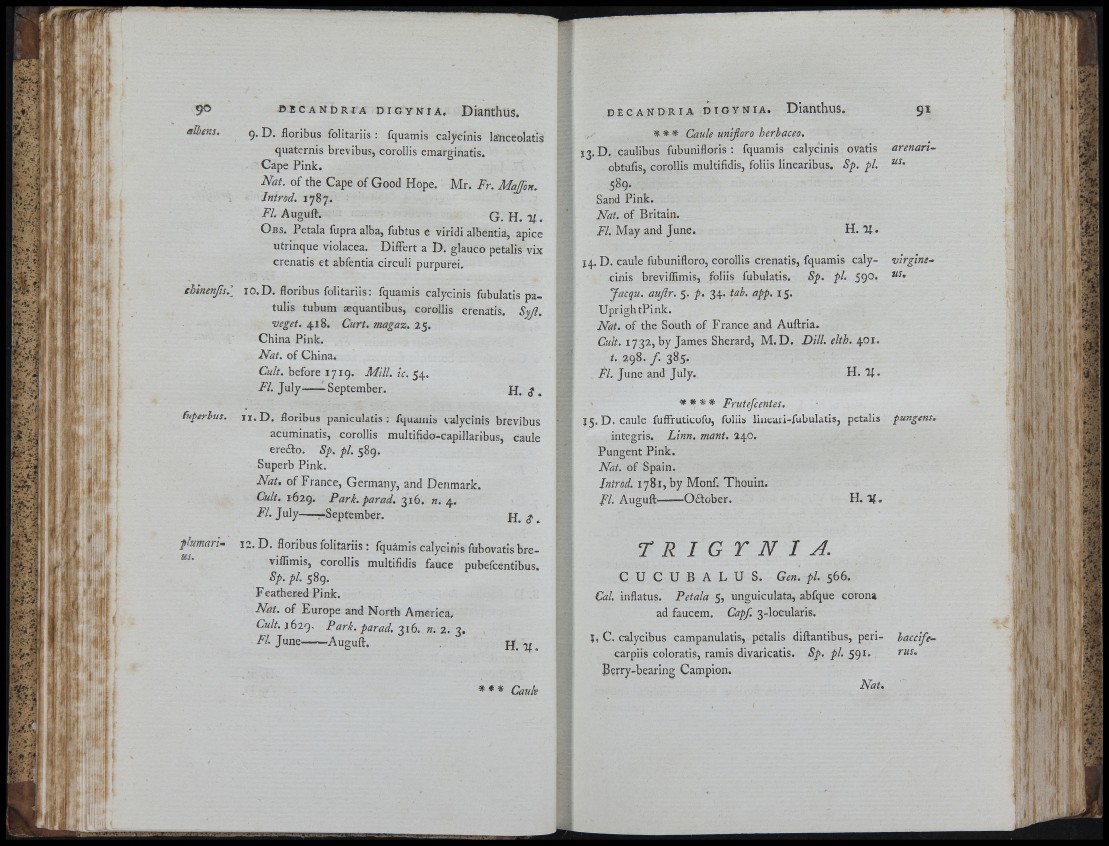 90 DECANDRIA DIGYNIA. Dianthus.
albens. 9. D. floribus ſolitariis : ſquamis calycinis lanceolatis
quaternis brevibus, corollis emarginatis.
Cape Pink.
Nat. of the Cape of Good Hope. Mr. Fr. Maſſon.
Introd. 1787.
Fl. Auguſt. G. H. ♃.
OBS. Petala ſupra alba, ſubtus e viridi albentia, apice
utrinque violacea. Differt a D. glauco petalis vix
crenatis et abſentia circuli purpurei.
chinenſis. 10. D. floribus ſolitariis: ſquamis calycinis ſubulatis pa-
tulis tubum æquantibus, corollis crenatis. Syſt.
veget. 418. Curt. magaz. 25.
China Pink.
Nat. of China.
Cult. before 1719. Mill. ic. 54.
Fl. July——September. H. ♂.
ſuperbus. 11. D. floribus paniculatis : ſquamis calycinis brevibus
acuminatis, corollis multifido-capillaribus, caule
erecto. Sp. pl. 589.
Superb Pink.
Nat. of France, Germany, and Denmark.
Cult. 1629. Park. parad. 316. n. 4.
Fl. July——September. H. ♂.
plumari- 12. D. floribus ſolitariis : ſquamis calycinis ſubovatis bre-
us. viſſimis, corollis multifidis fauce pubeſcentibus.
Sp. pl. 589.
Feathered Pink.
Nat. of Europe and North America.
Cult. 1629. Park. parad. 316. n. 2. 3.
Fl. June——Auguſt. H. ♃.
*** Caule
DECANDRIA DIGYNIA. Dianthus. 91
*** Caule unifloro herbaceo.
13. D. caulibus ſubunifloris : ſquamis calycinis ovatis arenari-
obtuſis, corollis multifidis, foliis linearibus. Sp. pl. us.
589.
Sand Pink.
Nat. of Britain.
Fl. May and June. H. ♃.
14. D. caule ſubunifloro, corollis crenatis, ſquamis caly- virgine-
cinis breviſſimis, foliis ſubulatis. Sp. pl. 590. us.
Jacqu. auſtr. 5. p. 34. tab. app. 15.
UprightPink.
Nat. of the South of France and Auſtria.
Cult. 1732, by James Sherard, M.D. Dill. elth. 401.
t. 298. f. 385.
Fl. June and July. H. ♃.
**** Fruteſcentes.
15. D. caule ſuffruticoſo, foliis lineari-ſubulatis, petalis pungens.
integris. Linn. mant. 240.
Pungent Pink.
Nat. of Spain.
Introd. 1781, by Monſ. Thouin.
Fl. Auguſt——October. H. ♃.
TRIGYNIA.
CUCUBALUS. Gen. pl. 566.
Cal. inflatus. Petala 5, unguiculata, abſque corona
ad faucem. Capſ. 3-locularis.
1. C. calycibus campanulatis, petalis diſtantibus, peri- baccife-
carpiis coloratis, ramis divaricatis. Sp. pl. 591. rus.
Berry-bearing Campion.
Nat.